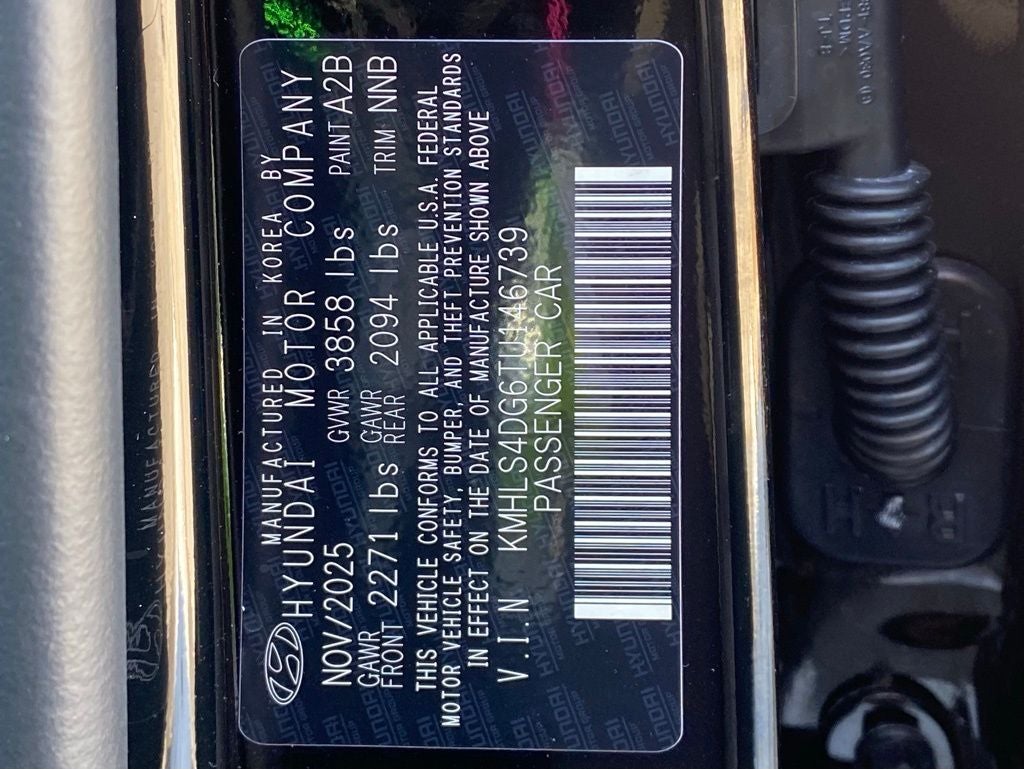 MANUFACTURED IN KOREA BY
HYUNDAI MOTOR COMPANY
NOV/2025 GVWR 3858 lbs PAINT A2B
GAWR FRONT 2271 lbs GAWR REAR 2094 lbs TRIM NNB
THIS VEHICLE CONFORMS TO ALL APPLICABLE U.S.A. FEDERAL
MOTOR VEHICLE SAFETY, BUMPER, AND THEFT PREVENTION STANDARDS
IN EFFECT ON THE DATE OF MANUFACTURE SHOWN ABOVE
V.I.N KMHLS4DG6TU146739
PASSENGER CAR